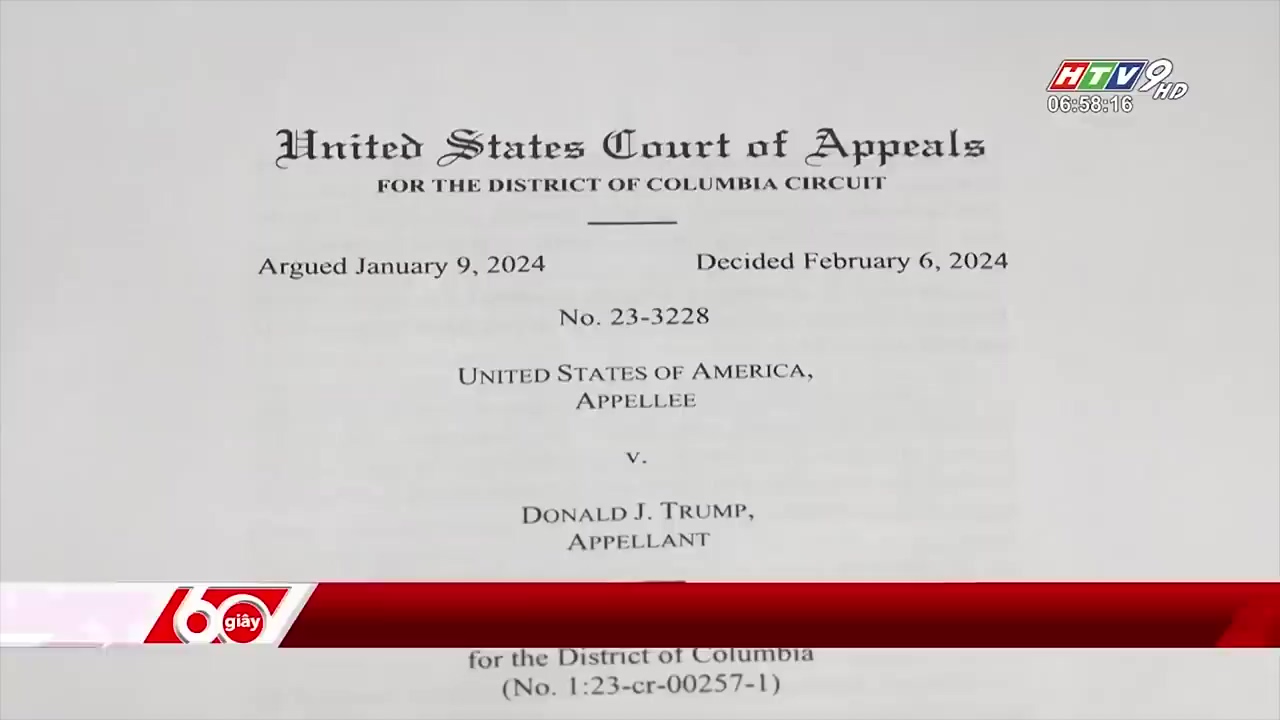 HTV9 HD
06:58:16
United States Court of Appeals
FOR THE DISTRICT OF COLUMBIA CIRCUIT
Argued January 9, 2024 Decided February 6, 2024
No. 23-3228
UNITED STATES OF AMERICA,
APPELLEE
v.
DONALD J. TRUMP,
APPELLANT
60 giây
for the District of Columbia
(No. 1:23-cr-00257-1)